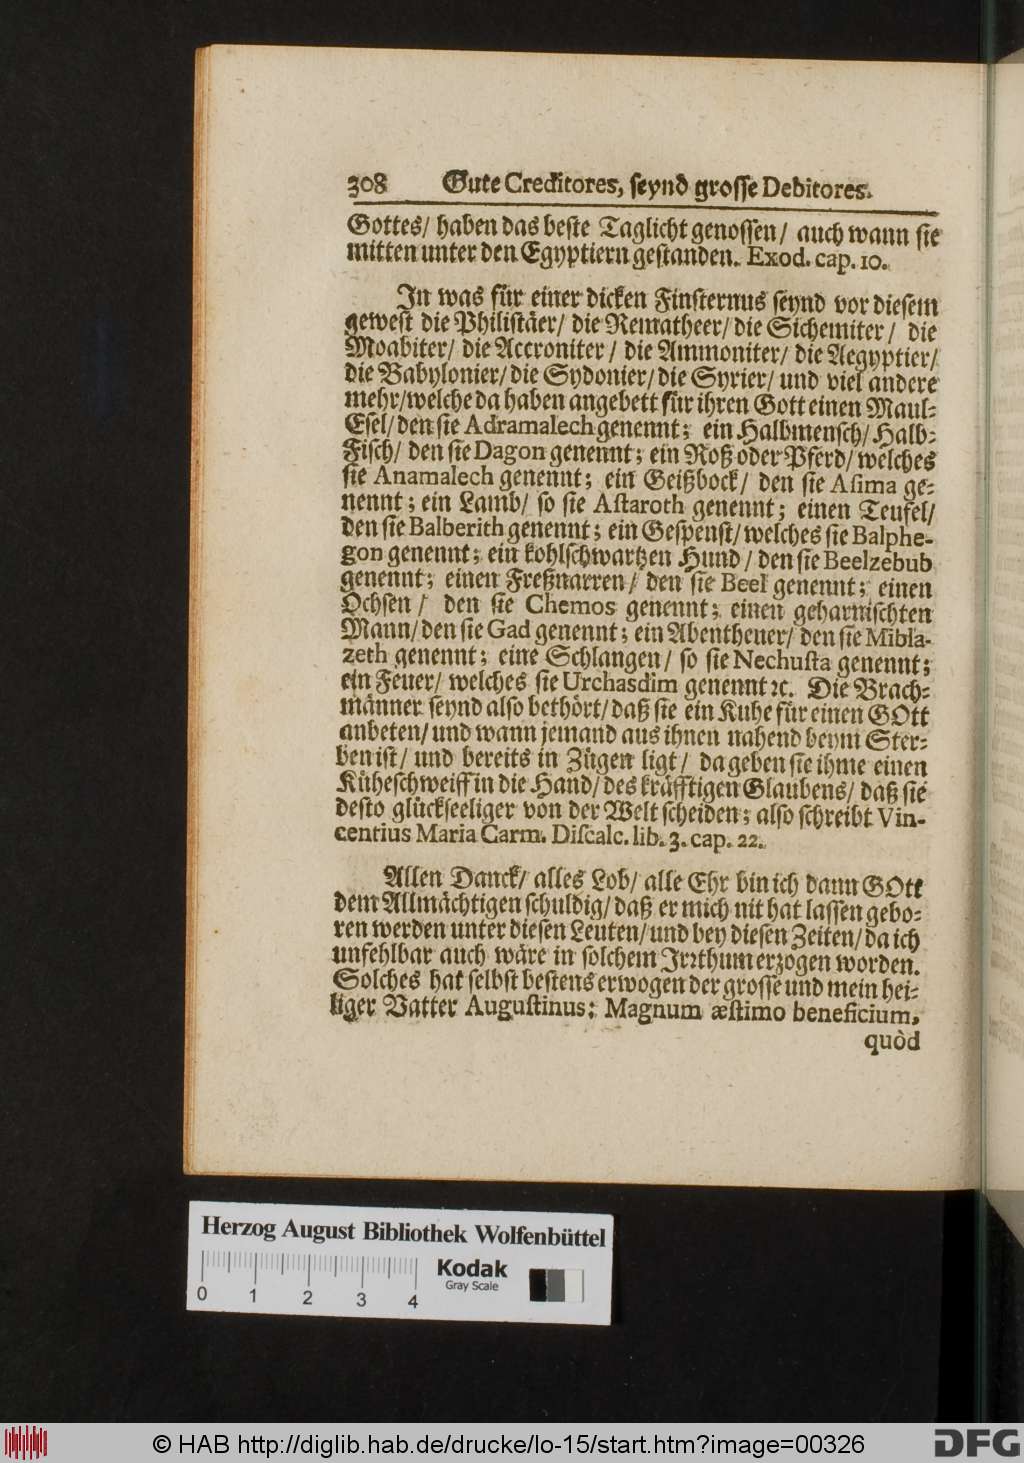 308 Gute Creditores, seynd grosse Debitores.
Gottes/ haben das beste Taglicht genossen/ auch wann sie
mitten unter den Egyptiern gestanden. Exod. cap. 10.
In was für einer dicken Finsternus seynd vor diesem
gewest die Philistäer/ die Rematheer/ die Sichemiter/ die
Moabiter/ die Accroniter/ die Ammoniter/ die Aegyptier/
die Babylonier/ die Sydonier/ die Syrier/ und viel andere
mehr/ welche da haben angebett für ihren Gott einen Maul-
Esel/ den sie Adramalech genennt; ein Halbmensch/ Halb-
Fisch/ den sie Dagon genennt; ein Roß oder Pferd/ welches
sie Anamalech genennt; ein Geißbock/ den sie Asima ge-
nennt; ein Lamb/ so sie Astaroth genennt; einen Teufel/
den sie Balberith genennt; ein Gespenst/ welches sie Balphe-
gon genennt; ein kohlschwartzen Hund/ den sie Beelzebub
genennt; einen Freßnarren/ den sie Beel genennt; einen
Ochsen/ den sie Chemos genennt; einen geharnischten
Mann/ den sie Gad genennt; ein Abentheuer/ den sie Mibla-
zeth genennt; eine Schlangen/ so sie Nechusta genennt;
ein Feuer/ welches sie Urchasdim genennt ꝛc. Die Brach-
männer seynd also bethört/ daß sie ein Kuhe für einen GOtt
anbeten/ und wann jemand aus ihnen nahend beym Ster-
ben ist/ und bereits in Zügen ligt/ da geben sie ihme einen
Küheschweiff in die Hand/ des kräfftigen Glaubens/ daß sie
desto glückseeliger von der Welt scheiden; also schreibt Vin-
centius Maria Carm. Discalc. lib. 3. cap. 22.
Allen Danck/ alles Lob/ alle Ehr bin ich dann GOtt
dem Allmächtigen schuldig/ daß er mich nit hat lassen gebo-
ren werden unter diesen Leuten/ und bey diesen Zeiten/ da ich
unfehlbar auch wäre in solchem Irꝛthum erzogen worden.
Solches hat selbst bestens erwogen der grosse und mein hei-
liger Vatter Augustinus: Magnum æstimo beneficium,
quòd
Herzog August Bibliothek Wolfenbüttel
Kodak
Gray Scale
0 1 2 3 4
© HAB http://diglib.hab.de/drucke/lo-15/start.htm?image=00326
DFG